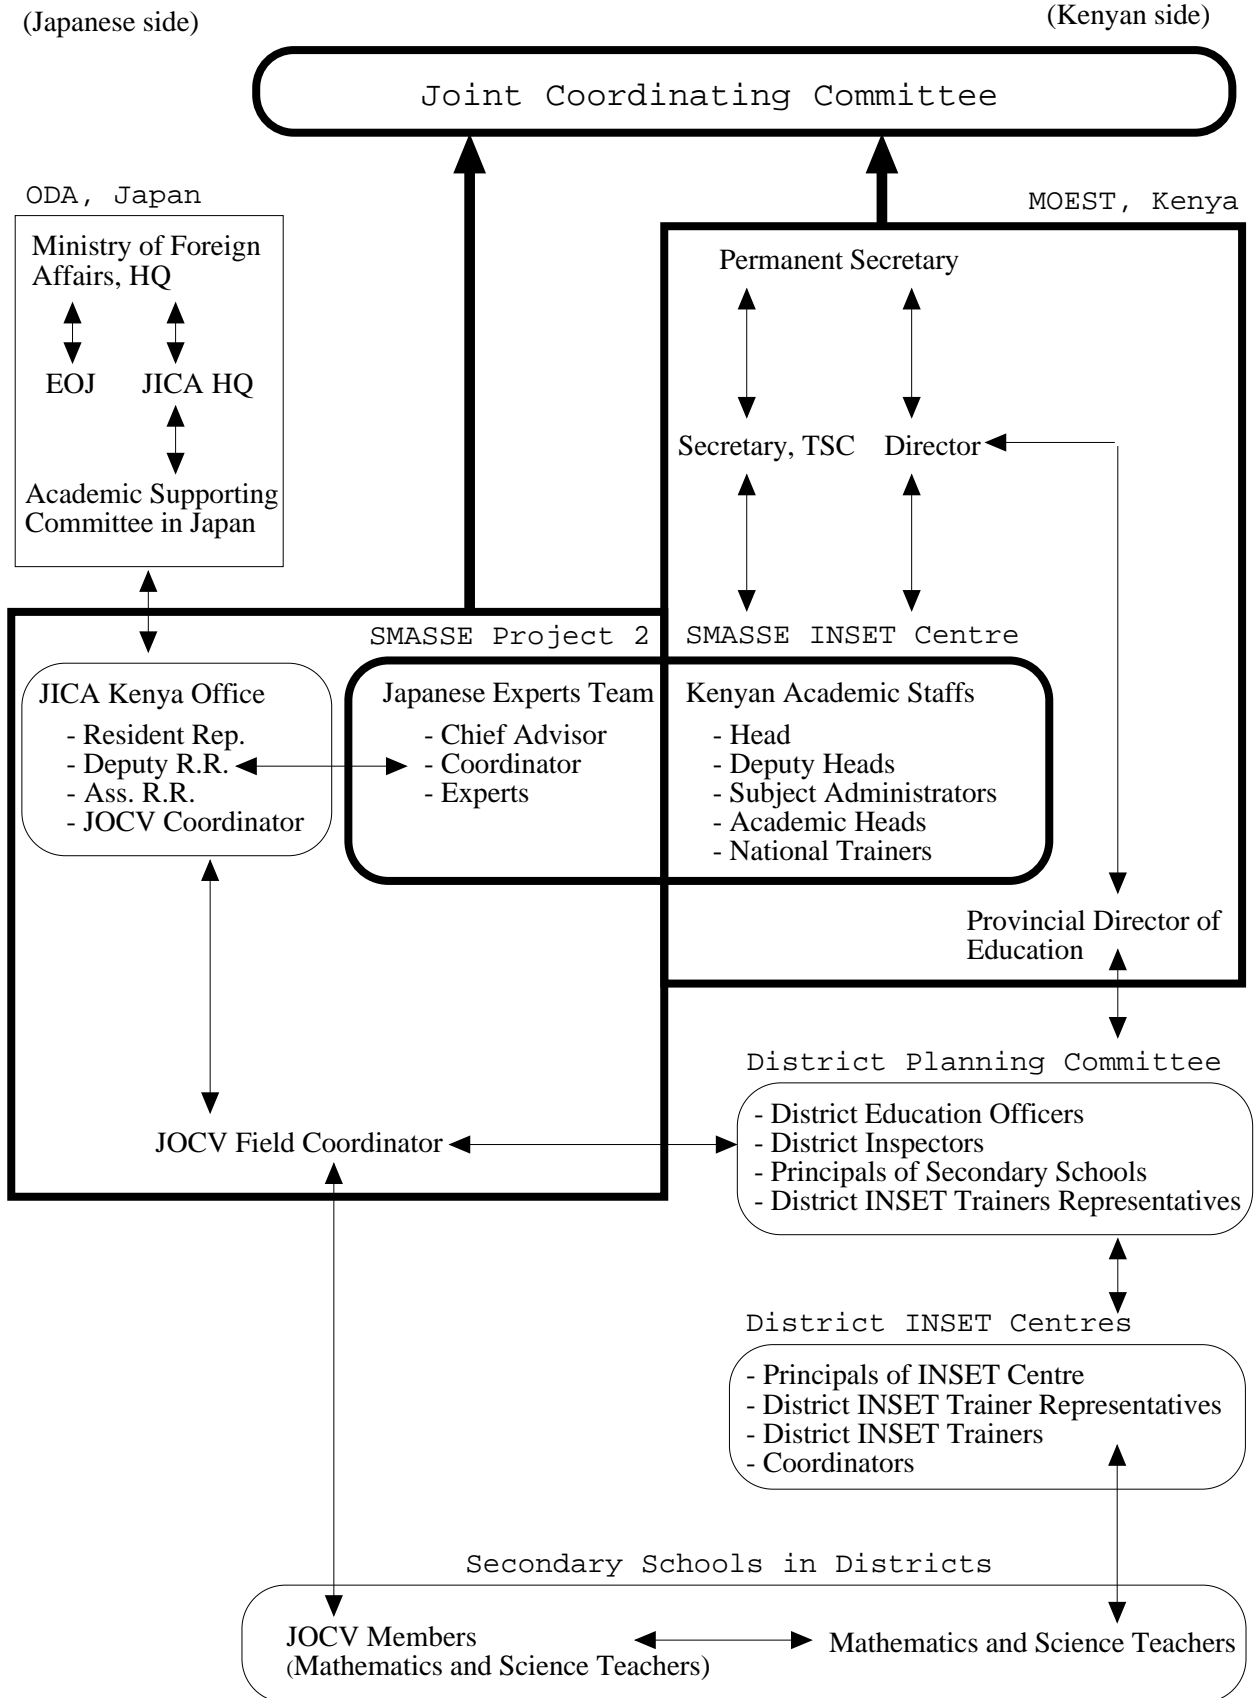 (Japanese side)
(Kenyan side)
Joint Coordinating Committee
ODA, Japan
Ministry of Foreign
Affairs, HQ
EOJ
JICA HQ
Academic Supporting
Committee in Japan
MOEST, Kenya
Permanent Secretary
Secretary, TSC
Director
SMASSE Project 2
SMASSE INSET Centre
JICA Kenya Office
- Resident Rep.
- Deputy R.R.
- Ass. R.R.
- JOCV Coordinator
Japanese Experts Team
- Chief Advisor
- Coordinator
- Experts
Kenyan Academic Staffs
- Head
- Deputy Heads
- Subject Administrators
- Academic Heads
- National Trainers
Provincial Director of
Education
District Planning Committee
- District Education Officers
- District Inspectors
- Principals of Secondary Schools
- District INSET Trainers Representatives
JOCV Field Coordinator
District INSET Centres
- Principals of INSET Centre
- District INSET Trainer Representatives
- District INSET Trainers
- Coordinators
Secondary Schools in Districts
JOCV Members
(Mathematics and Science Teachers)
Mathematics and Science Teachers